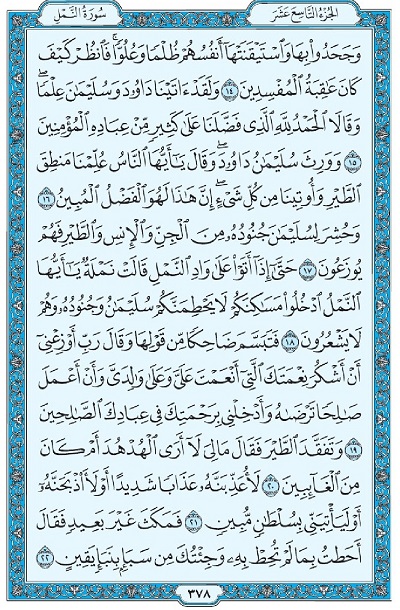 الجزء التاسع عشر
سورة النمل
وَجَحَدُوا۟ بِهَا وَٱسْتَيْقَنَتْهَآ أَنفُسُهُمْ ظُلْمًا وَعُلُوًّا ۚ فَٱنظُرْ كَيْفَ
كَانَ عَٰقِبَةُ ٱلْمُفْسِدِينَ ١٤ وَلَقَدْ ءَاتَيْنَا دَاوُۥدَ وَسُلَيْمَٰنَ عِلْمًا ۖ
وَقَالَا ٱلْحَمْدُ لِلَّهِ ٱلَّذِى فَضَّلَنَا عَلَىٰ كَثِيرٍ مِّنْ عِبَادِهِ ٱلْمُؤْمِنِينَ
١٥ وَوَرِثَ سُلَيْمَٰنُ دَاوُۥدَ ۖ وَقَالَ يَٰٓأَيُّهَا ٱلنَّاسُ عُلِّمْنَا مَنطِقَ
ٱلطَّيْرِ وَأُوتِينَا مِن كُلِّ شَىْءٍ ۖ إِنَّ هَٰذَا لَهُوَ ٱلْفَضْلُ ٱلْمُبِينُ ١٦
وَحُشِرَ لِسُلَيْمَٰنَ جُنُودُهُۥ مِنَ ٱلْجِنِّ وَٱلْإِنسِ وَٱلطَّيْرِ فَهُمْ
يُوزَعُونَ ١٧ حَتَّىٰٓ إِذَآ أَتَوْا۟ عَلَىٰ وَادِ ٱلنَّمْلِ قَالَتْ نَمْلَةٌ يَٰٓأَيُّهَا
ٱلنَّمْلُ ٱدْخُلُوا۟ مَسَٰكِنَكُمْ لَا يَحْطِمَنَّكُمْ سُلَيْمَٰنُ وَجُنُودُهُۥ وَهُمْ
لَا يَشْعُرُونَ ١٨ فَتَبَسَّمَ ضَاحِكًا مِّن قَوْلِهَا وَقَالَ رَبِّ أَوْزِعْنِىٓ
أَنْ أَشْكُرَ نِعْمَتَكَ ٱلَّتِىٓ أَنْعَمْتَ عَلَىَّ وَعَلَىٰ وَٰلِدَىَّ وَأَنْ أَعْمَلَ
صَٰلِحًا تَرْضَىٰهُ وَأَدْخِلْنِى بِرَحْمَتِكَ فِى عِبَادِكَ ٱلصَّٰلِحِينَ
١٩ وَتَفَقَّدَ ٱلطَّيْرَ فَقَالَ مَا لِىَ لَآ أَرَى ٱلْهُدْهُدَ أَمْ كَانَ
مِنَ ٱلْغَآئِبِينَ ٢٠ لَأُعَذِّبَنَّهُۥ عَذَابًا شَدِيدًا أَوْ لَأَا۟ذْبَحَنَّهُۥٓ
أَوْ لَيَأْتِيَنِّى بِسُلْطَٰنٍ مُّبِينٍ ٢١ فَمَكَثَ غَيْرَ بَعِيدٍ فَقَالَ
أَحَطتُ بِمَا لَمْ تُحِطْ بِهِۦ وَجِئْتُكَ مِن سَبَإٍۭ بِنَبَإٍ يَقِينٍ ٢٢
٣٧٨